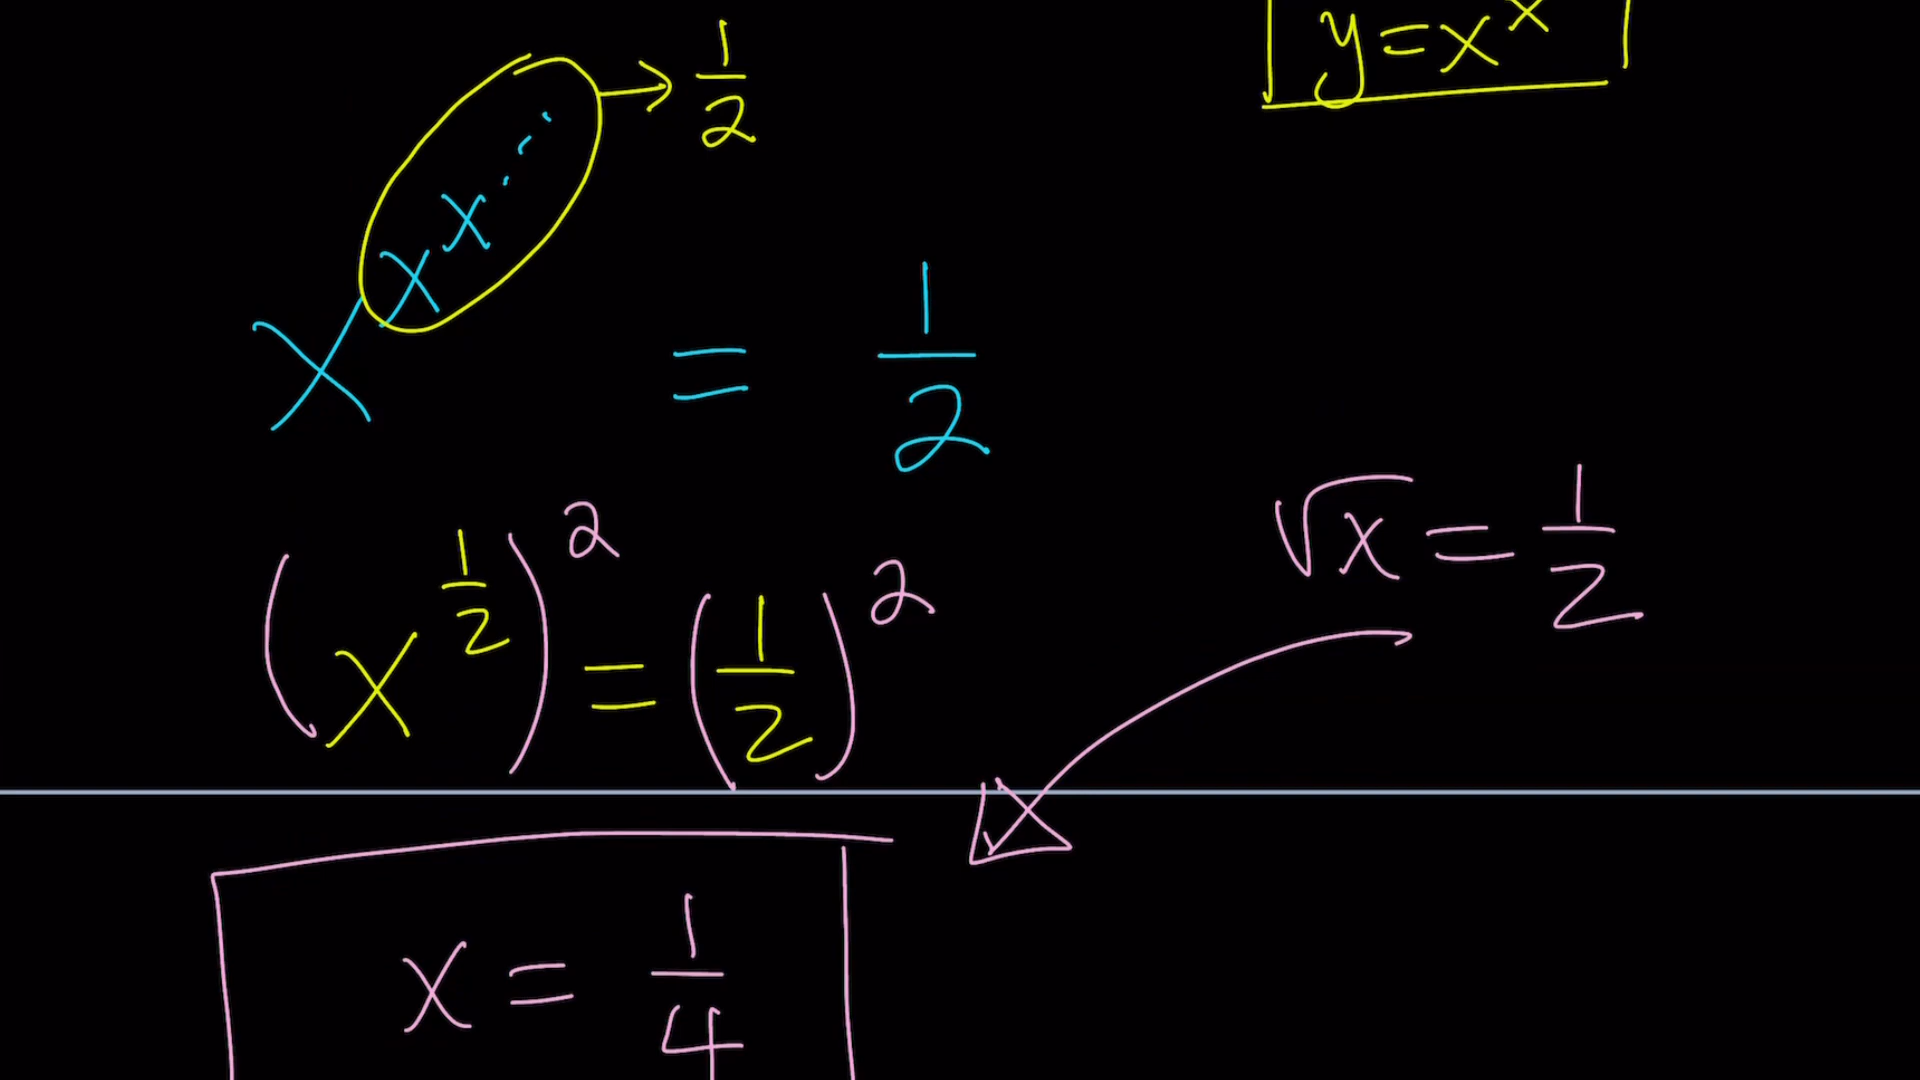 y = x^x
x^x^x^⋰ = 1/2
→ 1/2
√x = 1/2
(x^1/2)^2 = (1/2)^2
x = 1/4